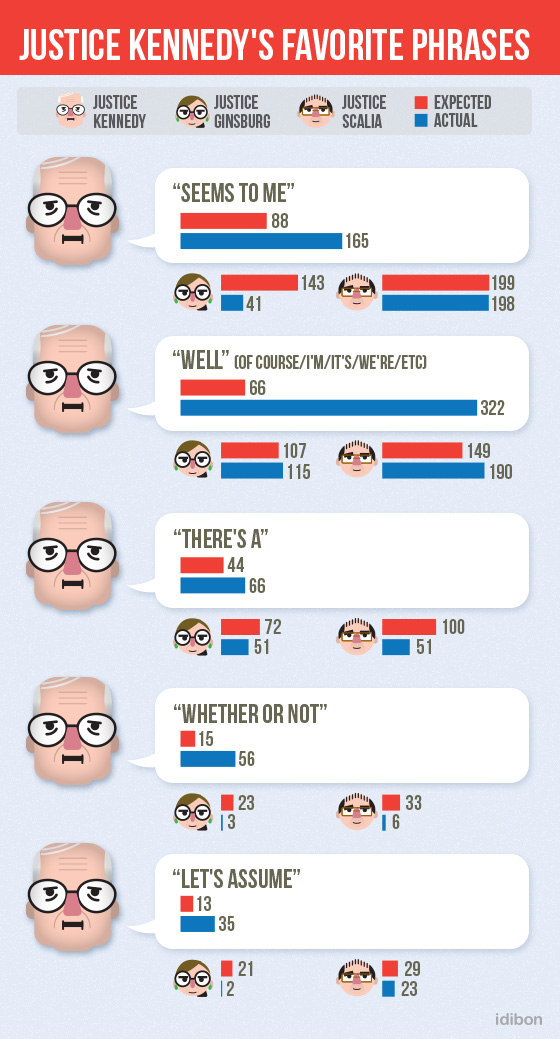 JUSTICE KENNEDY'S FAVORITE PHRASES
JUSTICE
KENNEDY
JUSTICE
GINSBURG
JUSTICE
SCALIA
EXPECTED
ACTUAL
“SEEMS TO ME”
88
165
143
41
199
198
“WELL” (OF COURSE/I'M/IT'S/WE'RE/ETC)
66
322
107
115
149
190
“THERE'S A”
44
66
72
51
100
51
“WHETHER OR NOT”
15
56
23
3
33
6
“LET'S ASSUME”
13
35
21
2
29
23
idibon